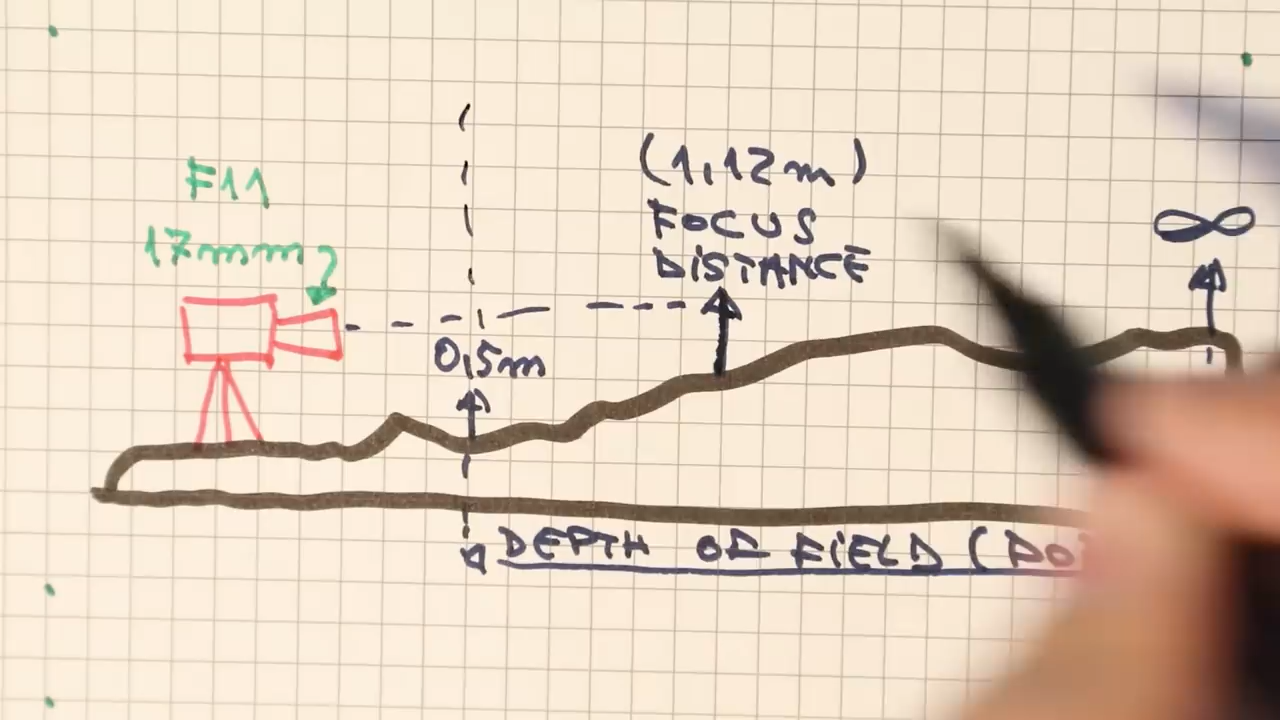 F11
17mm
(1,12m)
FOCUS
DISTANCE
∞
0,5m
DEPTH OF FIELD